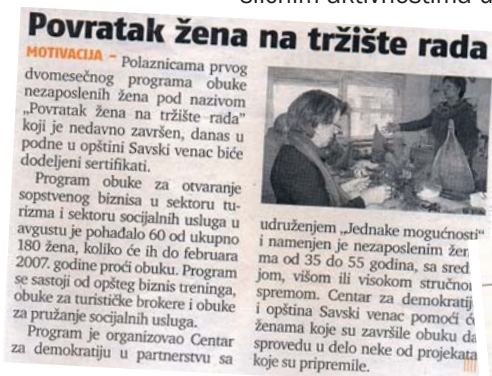 sličnim aktivnostima u
Povratak žena na tržište rada
MOTIVACIJA – Polaznicama prvog
dvomesečnog programa obuke
nezaposlenih žena pod nazivom
„Povratak žena na tržište rada”
koji je nedavno završen, danas u
podne u opštini Savski venac biće
dodeljeni sertifikati.
Program obuke za otvaranje
sopstvenog biznisa u sektoru tu-
rizma i sektoru socijalnih usluga u
avgustu je pohađalo 60 od ukupno
180 žena, koliko će ih do februara
2007. godine proći obuku. Program
se sastoji od opšteg biznis treninga,
obuke za turističke brokere i obuke
za pružanje socijalnih usluga.
Program je organizovao Centar
za demokratiju u partnerstvu sa
udruženjem „Jednake mogućnosti”
i namenjen je nezaposlenim žen
ma od 35 do 55 godina, sa sred
jom, višom ili visokom stručno
spremom. Centar za demokratij
i opština Savski venac pomoći ć
ženama koje su završile obuku da
sprovedu u delo neke od projekata
koje su pripremile.